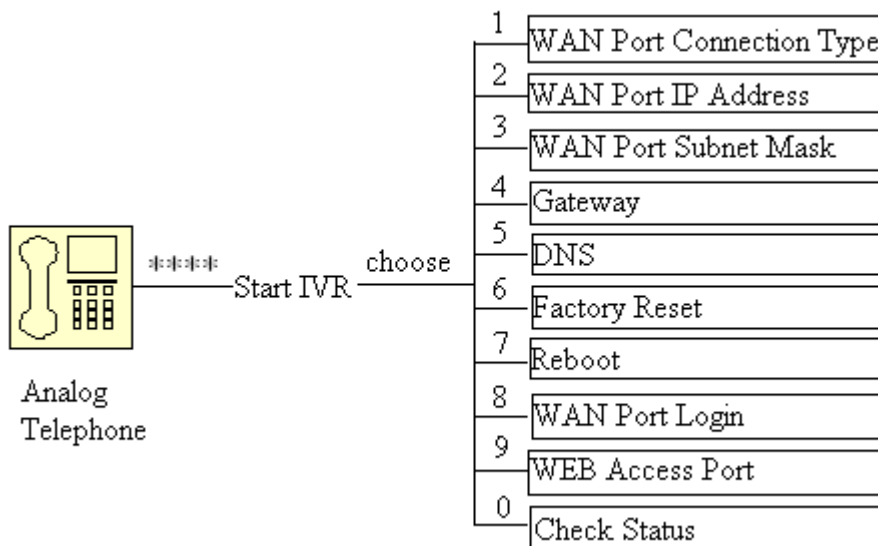 1
WAN Port Connection Type
2
WAN Port IP Address
3
WAN Port Subnet Mask
4
Gateway
5
DNS
6
Factory Reset
7
Reboot
8
WAN Port Login
9
WEB Access Port
0
Check Status
****
Start IVR
choose
Analog
Telephone